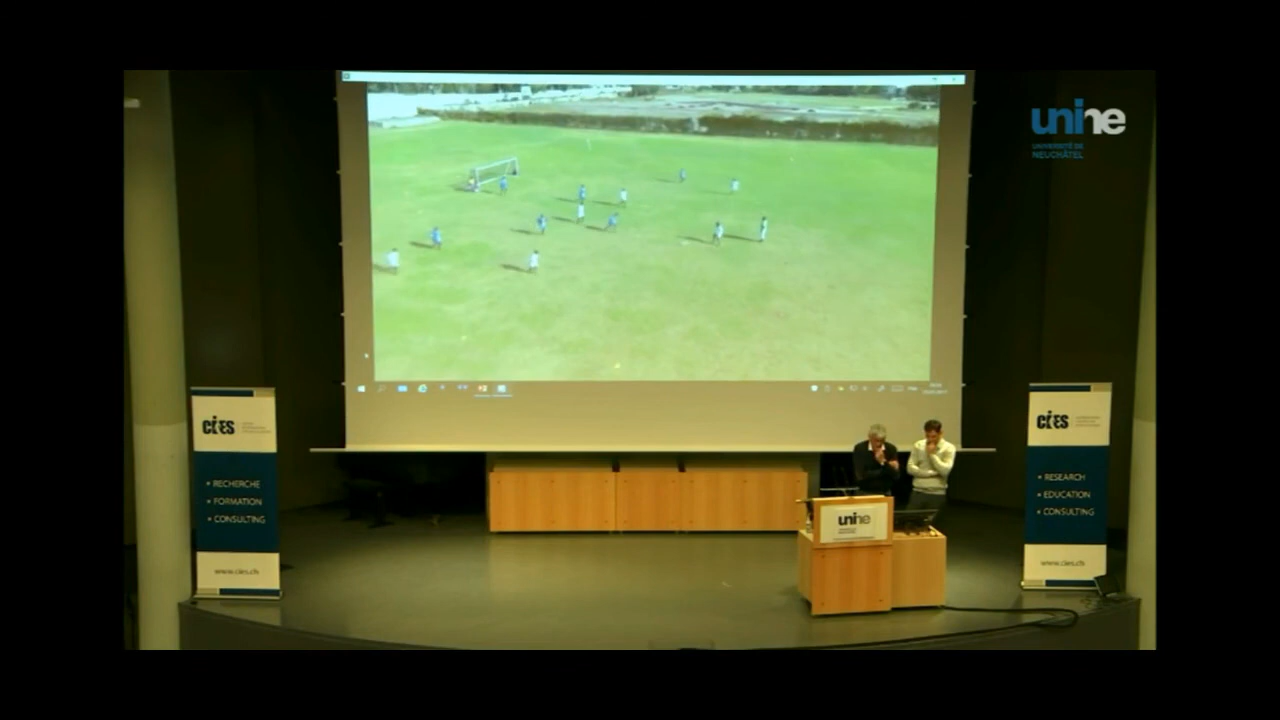 unine
UNIVERSITÉ DE
NEUCHÂTEL
CIES
• RECHERCHE
• FORMATION
• CONSULTING
www.cies.ch
unine
CIES
• RESEARCH
• EDUCATION
• CONSULTING
www.cies.ch